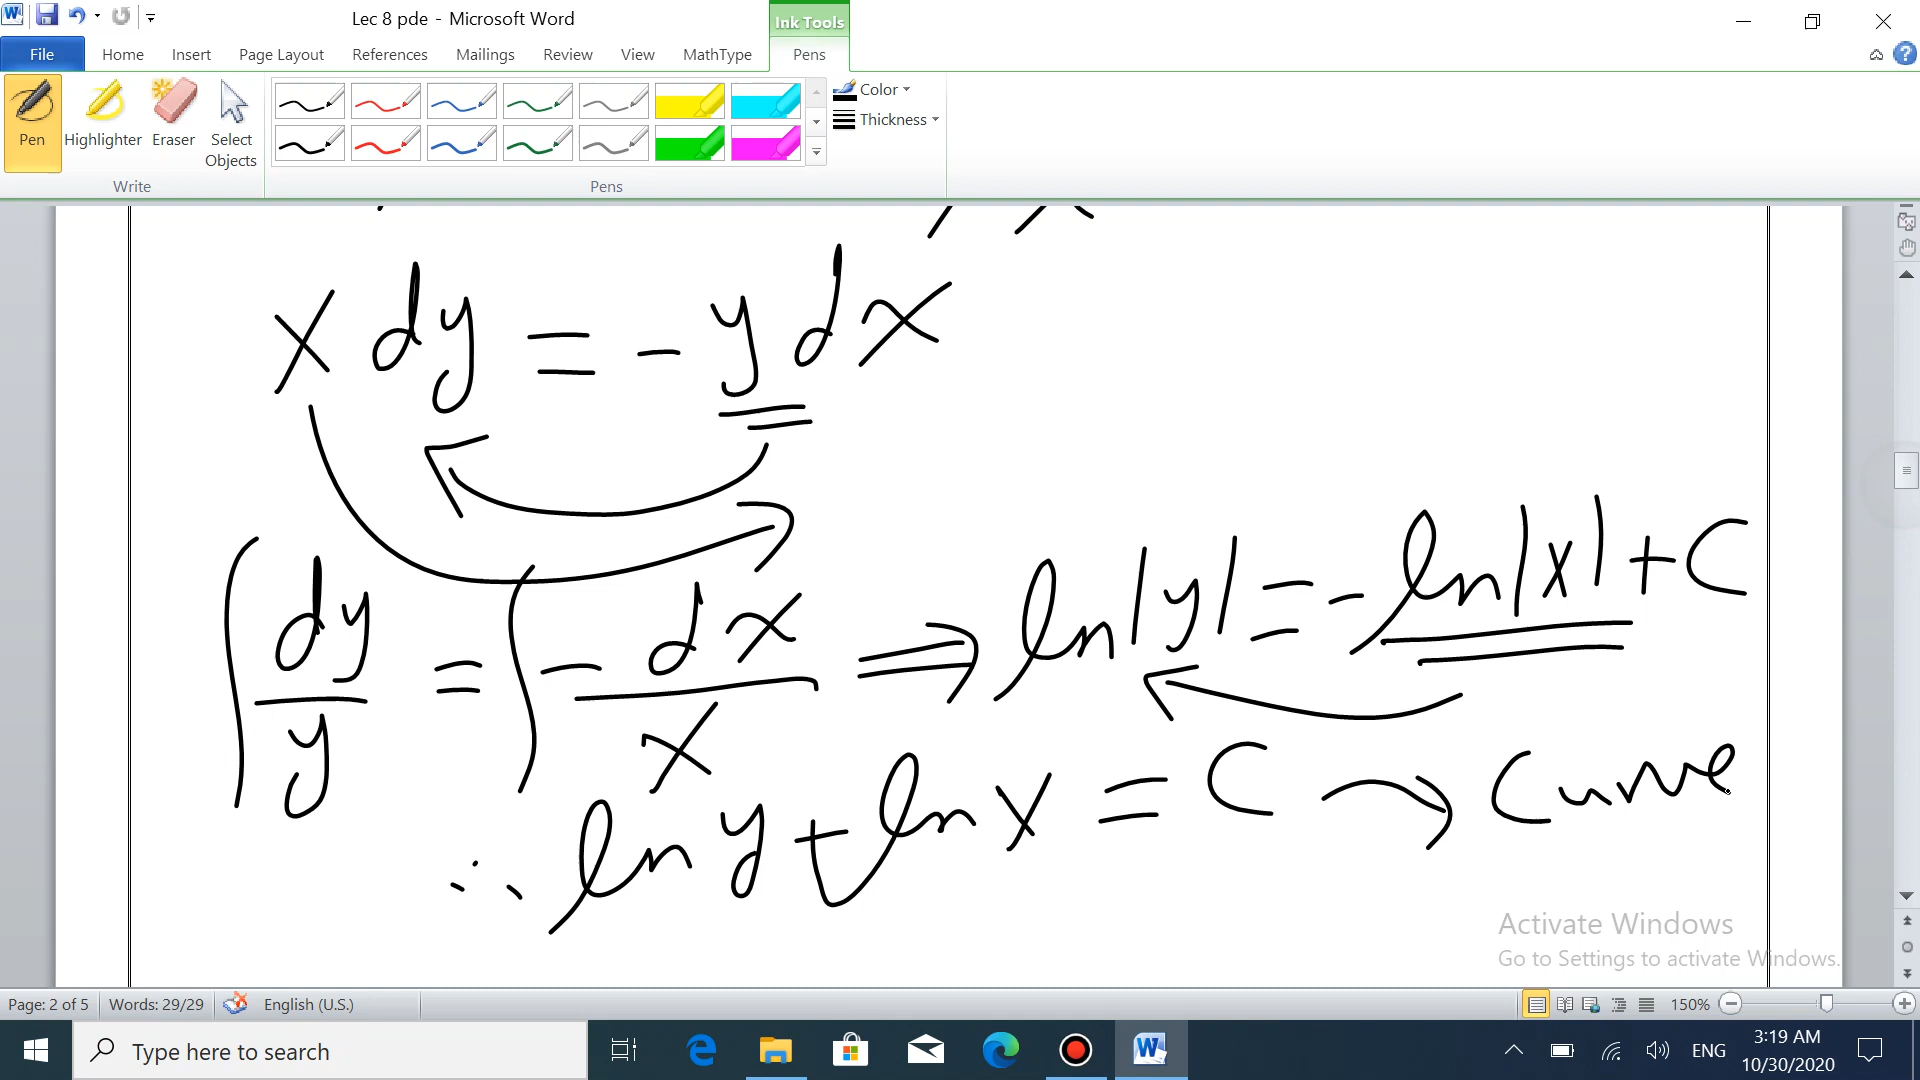 Lec 8 pde - Microsoft Word
Ink Tools
File Home Insert Page Layout References Mailings Review View MathType Pens
Pen Highlighter Eraser Select Objects
Color
Thickness
Write
Pens
x dy = - y dx
∫ dy/y = ∫ - dx/x ⇒ ln|y| = - ln|x| + C
∴ ln y + ln x = C → Curve
Activate Windows
Go to Settings to activate Windows.
Page: 2 of 5 Words: 29/29 English (U.S.) 150%
Type here to search
ENG
3:19 AM
10/30/2020